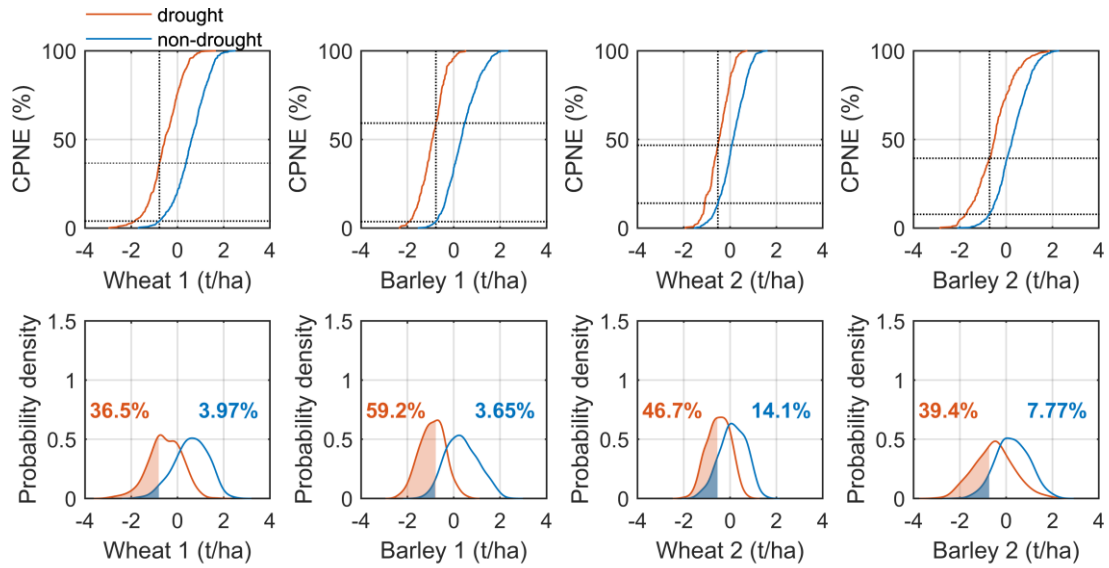 drought
non-drought
CPNE (%)
100
50
0
-4 -2 0 2 4
Wheat 1 (t/ha)
CPNE (%)
100
50
0
-4 -2 0 2 4
Barley 1 (t/ha)
CPNE (%)
100
50
0
-4 -2 0 2 4
Wheat 2 (t/ha)
CPNE (%)
100
50
0
-4 -2 0 2 4
Barley 2 (t/ha)
Probability density
1.5
1
0.5
0
36.5% 3.97%
-4 -2 0 2 4
Wheat 1 (t/ha)
Probability density
1.5
1
0.5
0
59.2% 3.65%
-4 -2 0 2 4
Barley 1 (t/ha)
Probability density
1.5
1
0.5
0
46.7% 14.1%
-4 -2 0 2 4
Wheat 2 (t/ha)
Probability density
1.5
1
0.5
0
39.4% 7.77%
-4 -2 0 2 4
Barley 2 (t/ha)